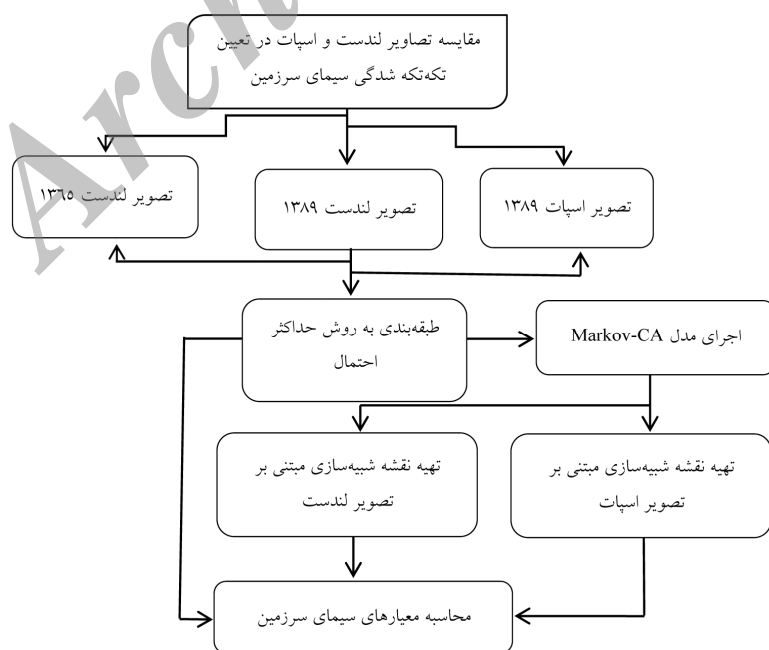 مقایسه تصاویر لندست و اسپات در تعیین
تکه‌تکه شدگی سیمای سرزمین
تصویر اسپات ۱۳۸۹
تصویر لندست ۱۳۸۹
تصویر لندست ۱۳٦٥
طبقه‌بندی به روش حداکثر
احتمال
اجرای مدل Markov-CA
تهیه نقشه شبیه‌سازی مبتنی بر
تصویر اسپات
تهیه نقشه شبیه‌سازی مبتنی بر
تصویر لندست
محاسبه معیارهای سیمای سرزمین
Arch